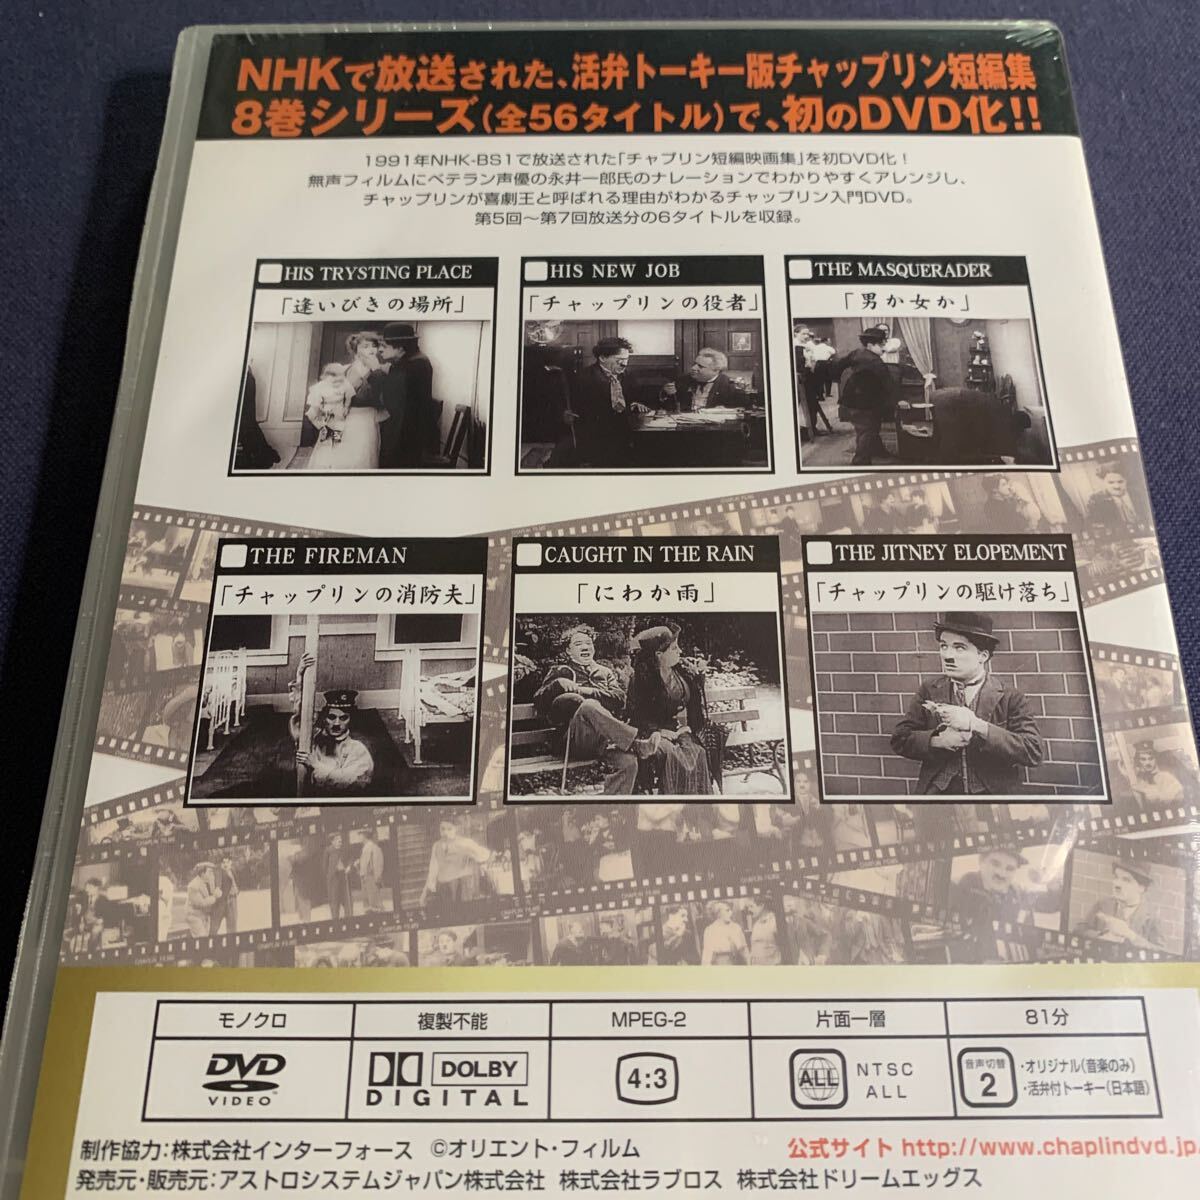 NHKで放送された、活弁トーキー版チャップリン短編集
8巻シリーズ(全56タイトル)で、初のDVD化!!
1991年NHK-BS1で放送された「チャプリン短編映画集」を初DVD化!
無声フィルムにベテラン声優の永井一郎氏のナレーションでわかりやすくアレンジし、
チャップリンが喜劇王と呼ばれる理由がわかるチャップリン入門DVD。
第5回〜第7回放送分の6タイトルを収録。
HIS TRYSTING PLACE
「逢いびきの場所」
HIS NEW JOB
「チャップリンの役者」
THE MASQUERADER
「男か女か」
THE FIREMAN
「チャップリンの消防夫」
CAUGHT IN THE RAIN
「にわか雨」
THE JITNEY ELOPEMENT
「チャップリンの駆け落ち」
モノクロ
複製不能
MPEG-2
片面一層
81分
DVD
VIDEO
DOLBY
DIGITAL
4:3
ALL
NTSC
ALL
音声切替
2
・オリジナル(音楽のみ)
・活弁付トーキー(日本語)
制作協力:株式会社インターフォース ©オリエント・フィルム
公式サイト http://www.chaplindvd.jp/
発売元・販売元:アストロシステムジャパン株式会社 株式会社ラブロス 株式会社ドリームエッグス